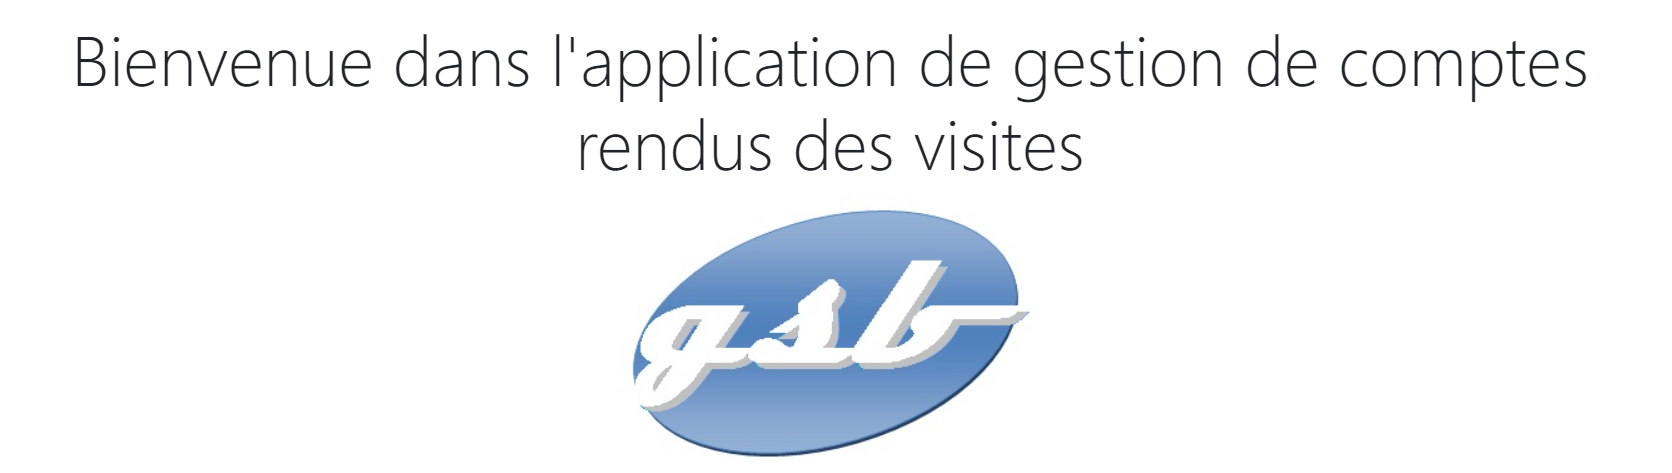 Bienvenue dans l'application de gestion de comptes
rendus des visites
gsb